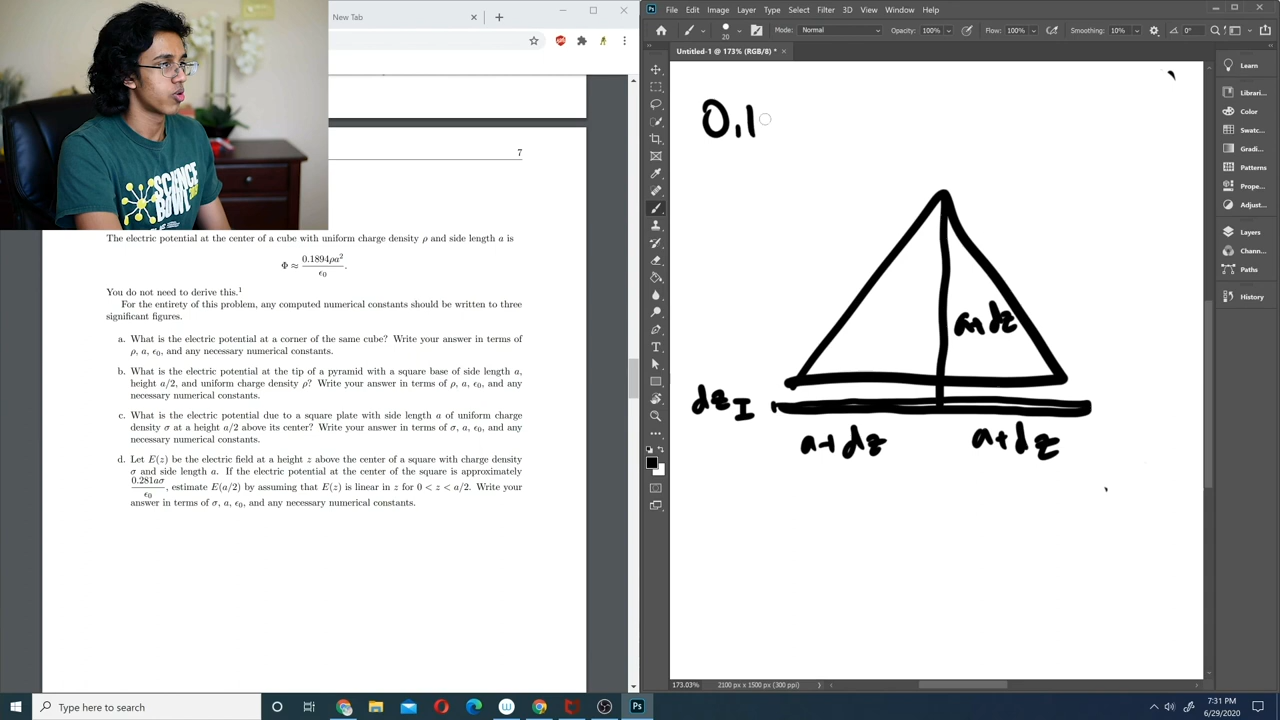 New Tab
SCIENCE
BOWL
7
The electric potential at the center of a cube with uniform charge density ρ and side length a is
Φ ≈ 0.1894ρa² / ϵ₀.
You do not need to derive this.¹
For the entirety of this problem, any computed numerical constants should be written to three
significant figures.
a. What is the electric potential at a corner of the same cube? Write your answer in terms of
ρ, a, ϵ₀, and any necessary numerical constants.
b. What is the electric potential at the tip of a pyramid with a square base of side length a,
height a/2, and uniform charge density ρ? Write your answer in terms of ρ, a, ϵ₀, and any
necessary numerical constants.
c. What is the electric potential due to a square plate with side length a of uniform charge
density σ at a height a/2 above its center? Write your answer in terms of σ, a, ϵ₀, and any
necessary numerical constants.
d. Let E(z) be the electric field at a height z above the center of a square with charge density
σ and side length a. If the electric potential at the center of the square is approximately
0.281aσ / ϵ₀, estimate E(a/2) by assuming that E(z) is linear in z for 0 < z < a/2. Write your
answer in terms of σ, a, ϵ₀, and any necessary numerical constants.
Ps File Edit Image Layer Type Select Filter 3D View Window Help
20 Mode: Normal Opacity: 100% Flow: 100% Smoothing: 10% 0°
Untitled-1 @ 173% (RGB/8) * ×
0.1
dz
a+dz
a+dz
Learn
Librari...
Color
Swatc...
Gradi...
Patterns
Prope...
Adjust...
Layers
Chann...
Paths
History
173.03% 2100 px x 1500 px (300 ppi)
Type here to search
Ps
7:31 PM
6/29/2020